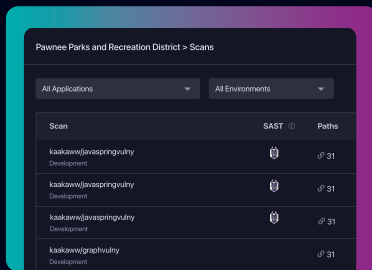 Pawnee Parks and Recreation District > Scans
All Applications
All Environments
Scan SAST Paths
kaakaww/javaspringvulny 31
Development
kaakaww/javaspringvulny 31
Development
kaakaww/javaspringvulny 31
Development
kaakaww/graphvulny 31
Development